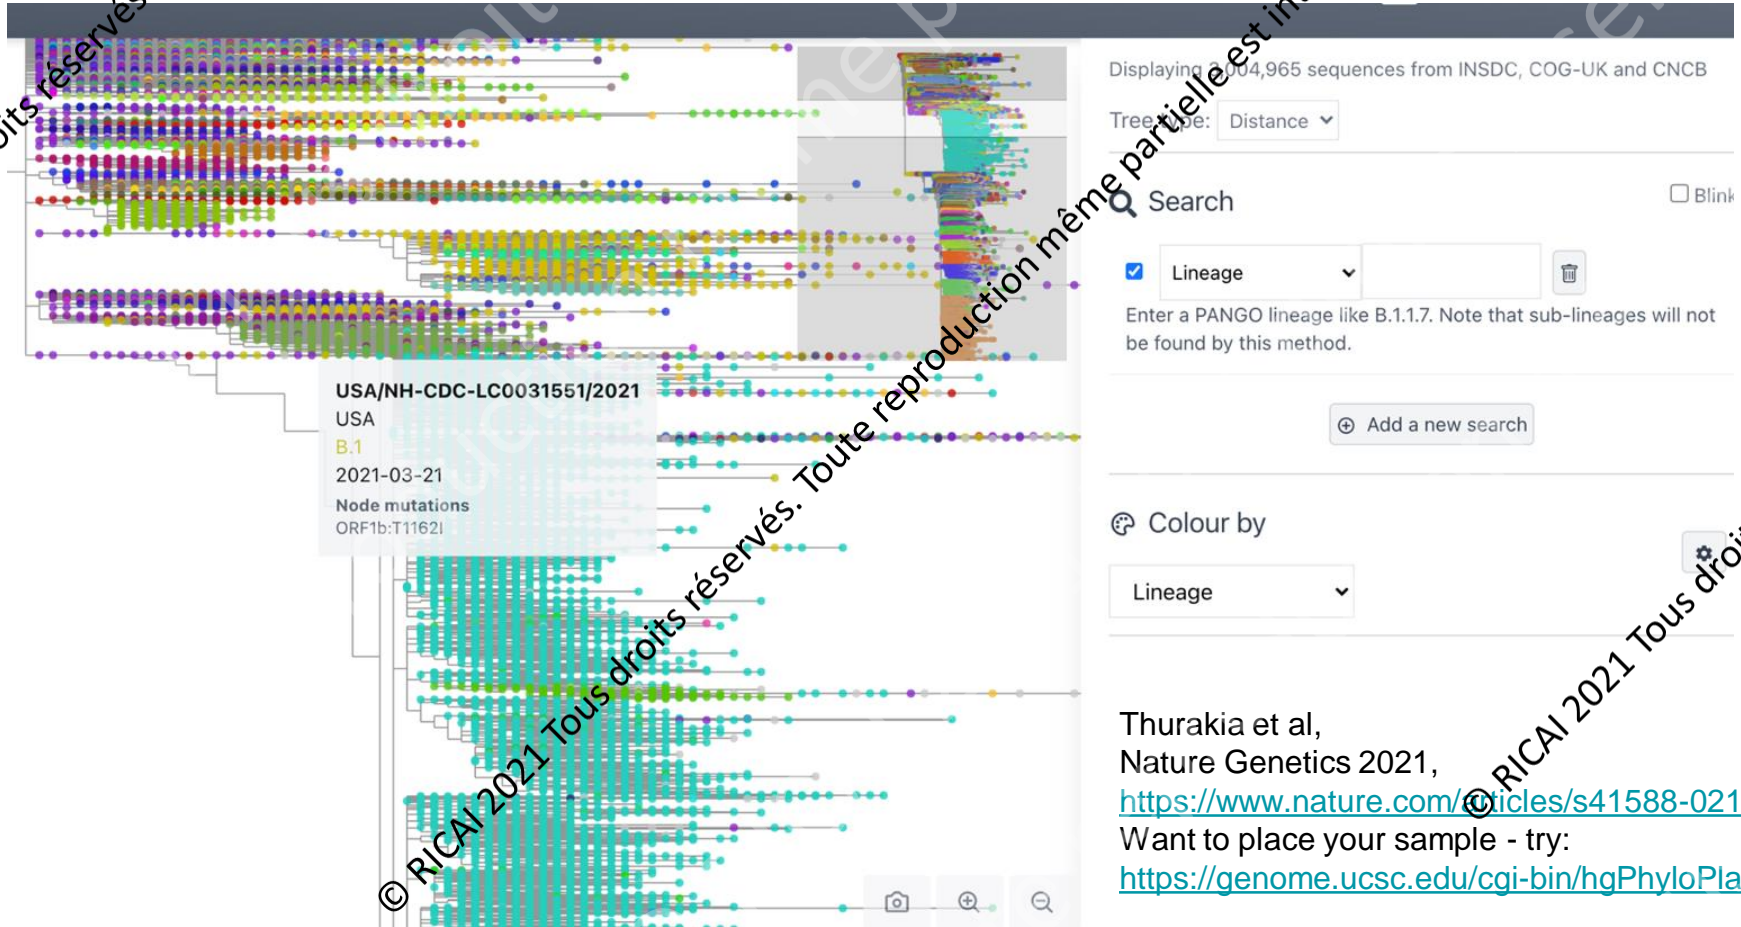 Displaying ,004,965 sequences from INSDC, COG-UK and CNCB
Tree Type: Distance
Search
Blink
Lineage
Enter a PANGO lineage like B.1.1.7. Note that sub-lineages will not
be found by this method.
Add a new search
Colour by
Lineage
USA/NH-CDC-LC0031551/2021
USA
B.1
2021-03-21
Node mutations
ORF1b:T1162I
Thurakia et al,
Nature Genetics 2021,
https://www.nature.com/articles/s41588-021
Want to place your sample - try:
https://genome.ucsc.edu/cgi-bin/hgPhyloPla
© RICAI 2021 Tous droits réservés. Toute reproduction même partielle est int
© RICAI 2021 Tous droi
oits réservés